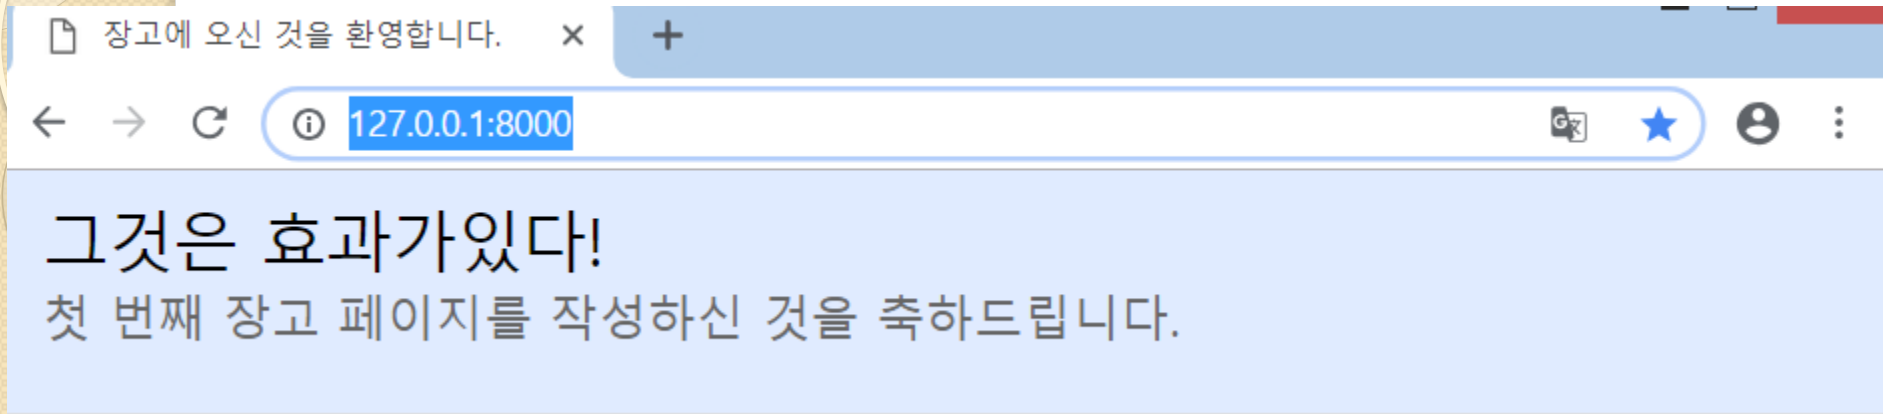 장고에 오신 것을 환영합니다.
127.0.0.1:8000
그것은 효과가있다!
첫 번째 장고 페이지를 작성하신 것을 축하드립니다.